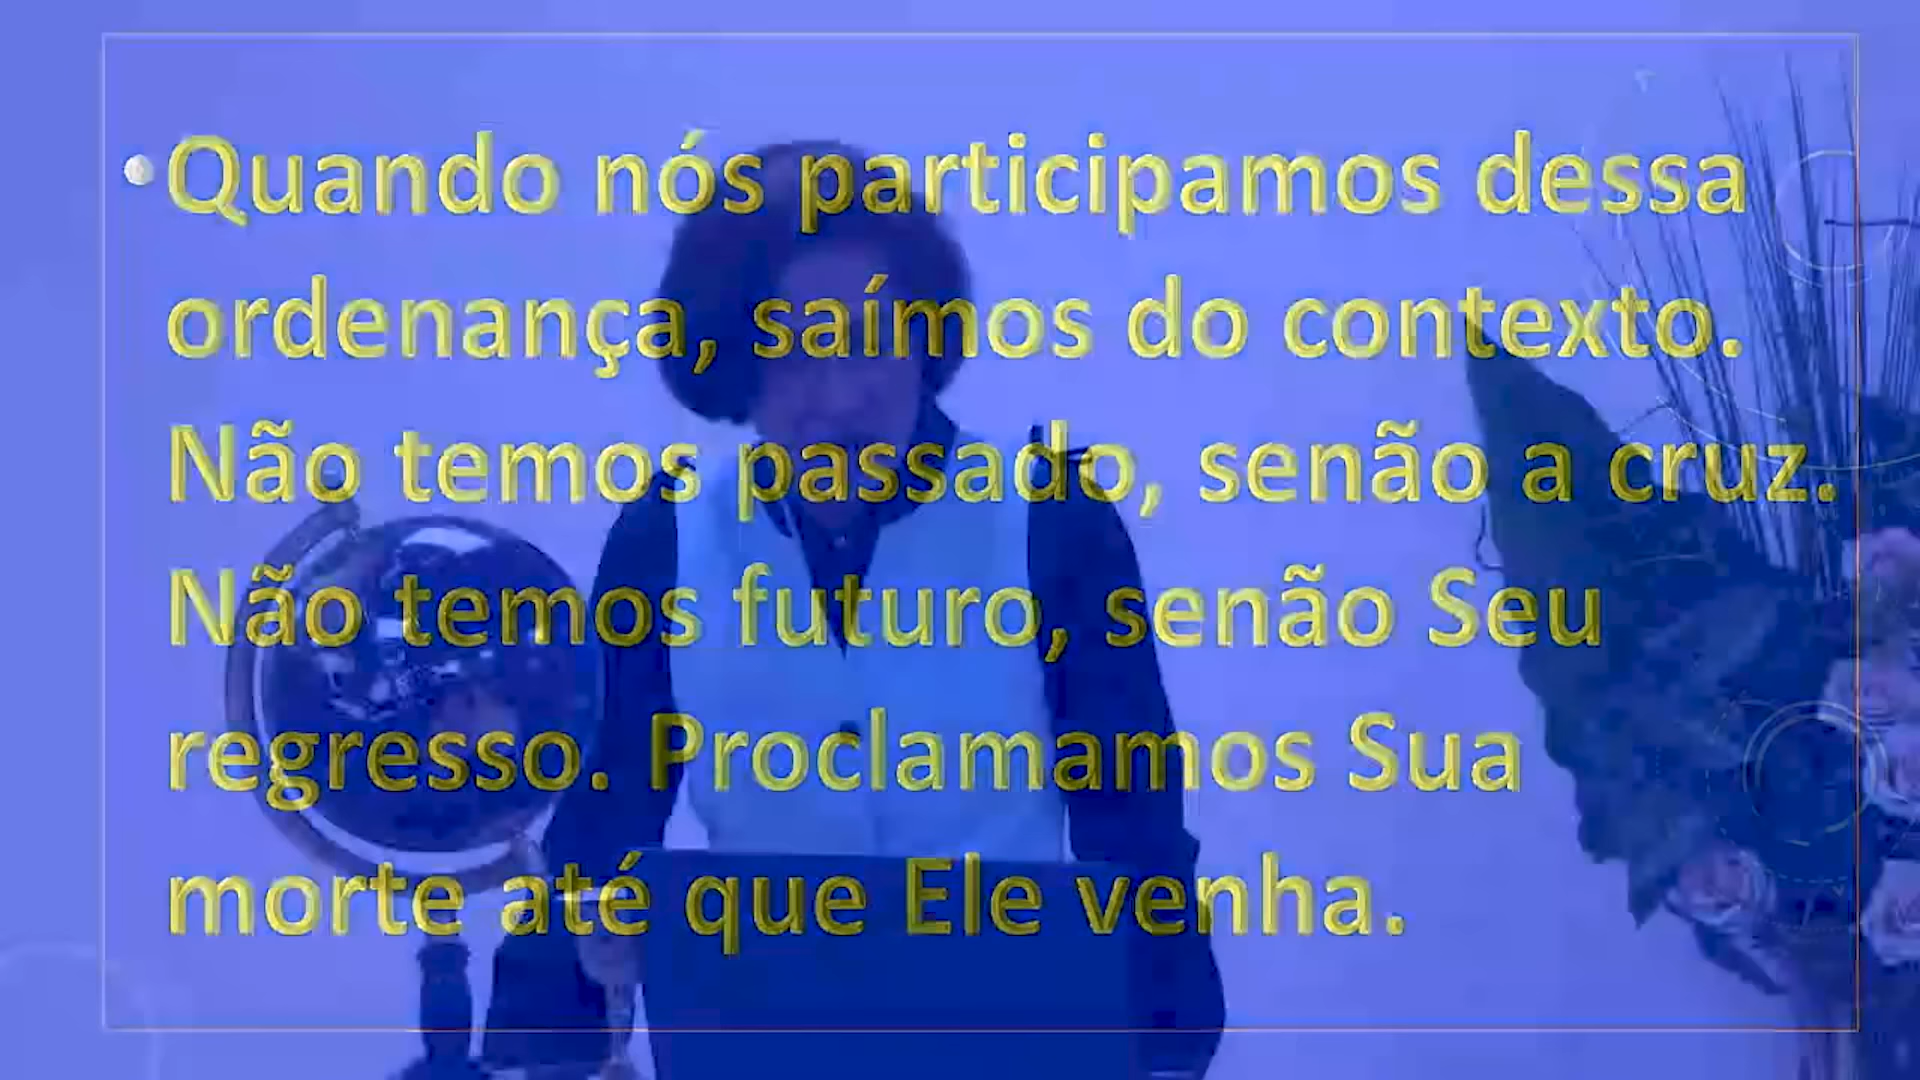 • Quando nós participamos dessa
ordenança, saímos do contexto.
Não temos passado, senão a cruz.
Não temos futuro, senão Seu
regresso. Proclamamos Sua
morte até que Ele venha.